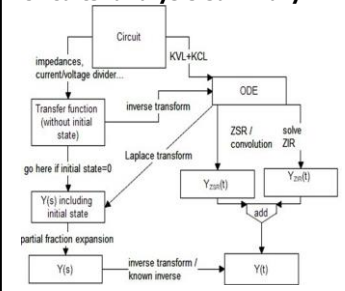 Circuit
impedances,
current/voltage divider...
KVL+KCL
ODE
Transfer function
(without initial
state)
inverse transform
ZSR /
convolution
solve
ZIR
Laplace transform
go here if initial state=0
Y(s) including
initial state
YZSR(t)
YZIR(t)
add
partial fraction expansion
Y(s)
inverse transform /
known inverse
Y(t)